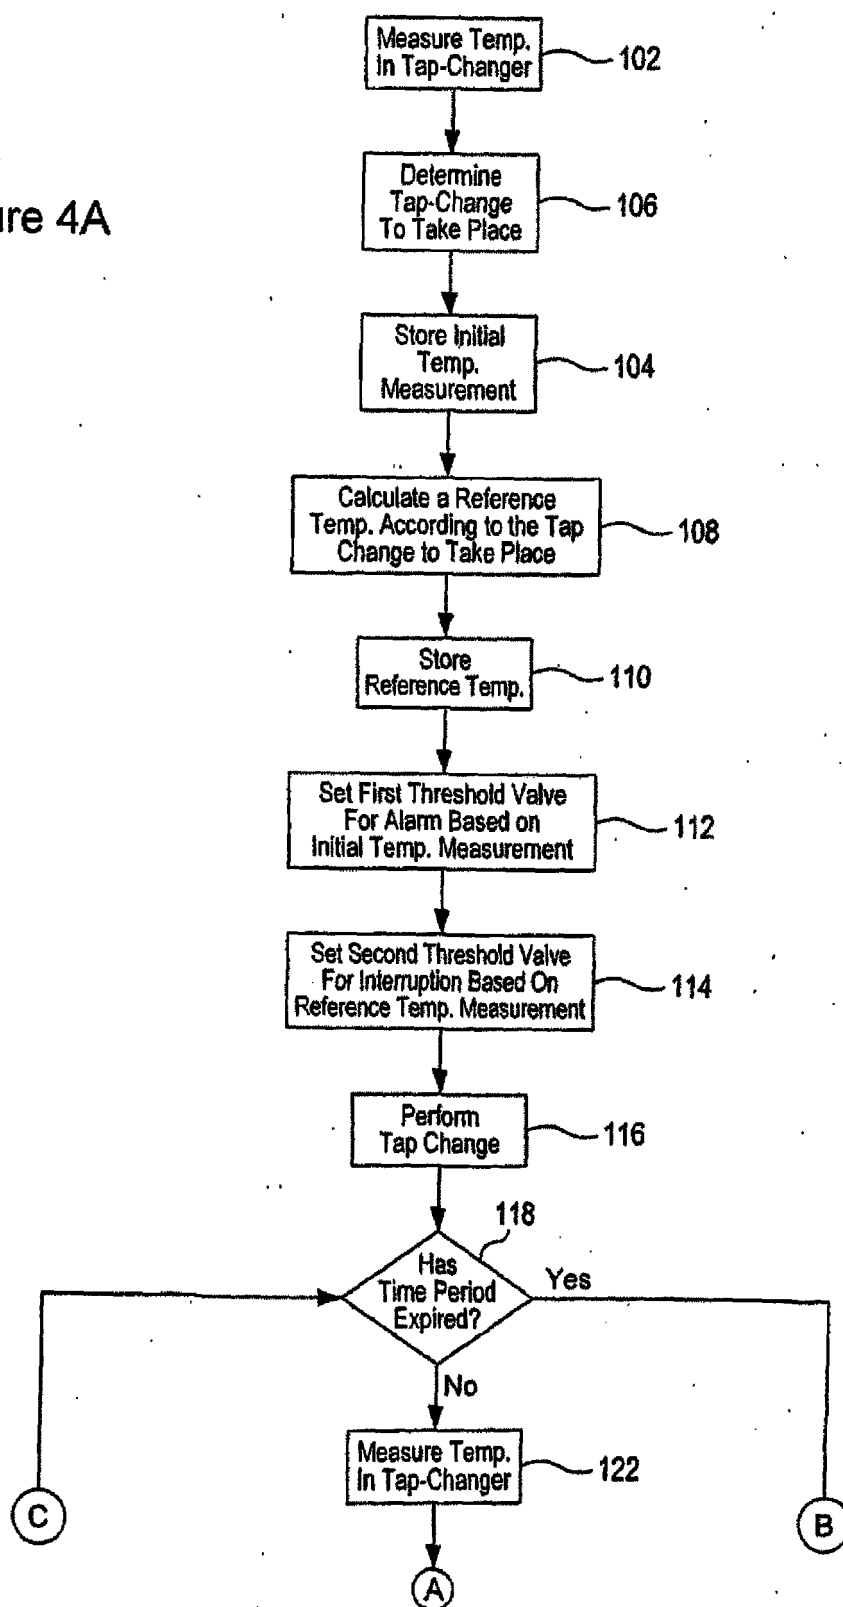 Measure Temp.
In Tap-Changer
102
Determine
Tap-Change
To Take Place
106
ure 4A
Store Initial
Temp.
Measurement
104
Calculate a Reference
Temp. According to the Tap
Change to Take Place
108
Store
Reference Temp.
110
Set First Threshold Valve
For Alarm Based on
Initial Temp. Measurement
112
Set Second Threshold Valve
For Interruption Based On
Reference Temp. Measurement
114
Perform
Tap Change
116
118
Has
Time Period
Expired?
Yes
No
Measure Temp.
In Tap-Changer
122
C
B
A